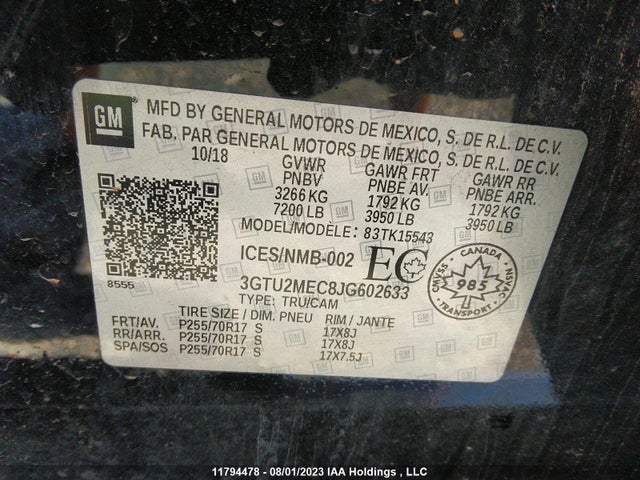 GM
MFD BY GENERAL MOTORS DE MEXICO, S. DE R.L. DE C.V.
FAB. PAR GENERAL MOTORS DE MEXICO, S. DE R.L. DE C.V.
10/18 GVWR GAWR FRT GAWR RR
PNBV PNBE AV. PNBE ARR.
3266 KG 1792 KG 1792 KG
7200 LB 3950 LB 3950 LB
MODEL/MODÈLE: 83TK15543
ICES/NMB-002 EC
8555
3GTU2MEC8JG602633
CANADA
NSVAC 985 NSVAC
TYPE: TRU/CAM
TIRE SIZE / DIM. PNEU RIM / JANTE
FRT/AV. P255/70R17 S 17X8J
RR/ARR. P255/70R17 S 17X8J
SPA/SOS P255/70R17 S 17X7.5J
11794478 - 08/01/2023 IAA Holdings , LLC